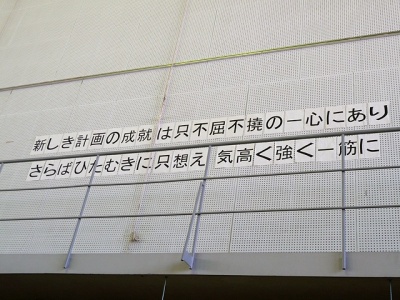 新しき計画の成就は只不屈不撓の一心にあり
さらばひたむきに只想え 気高く強く一筋に